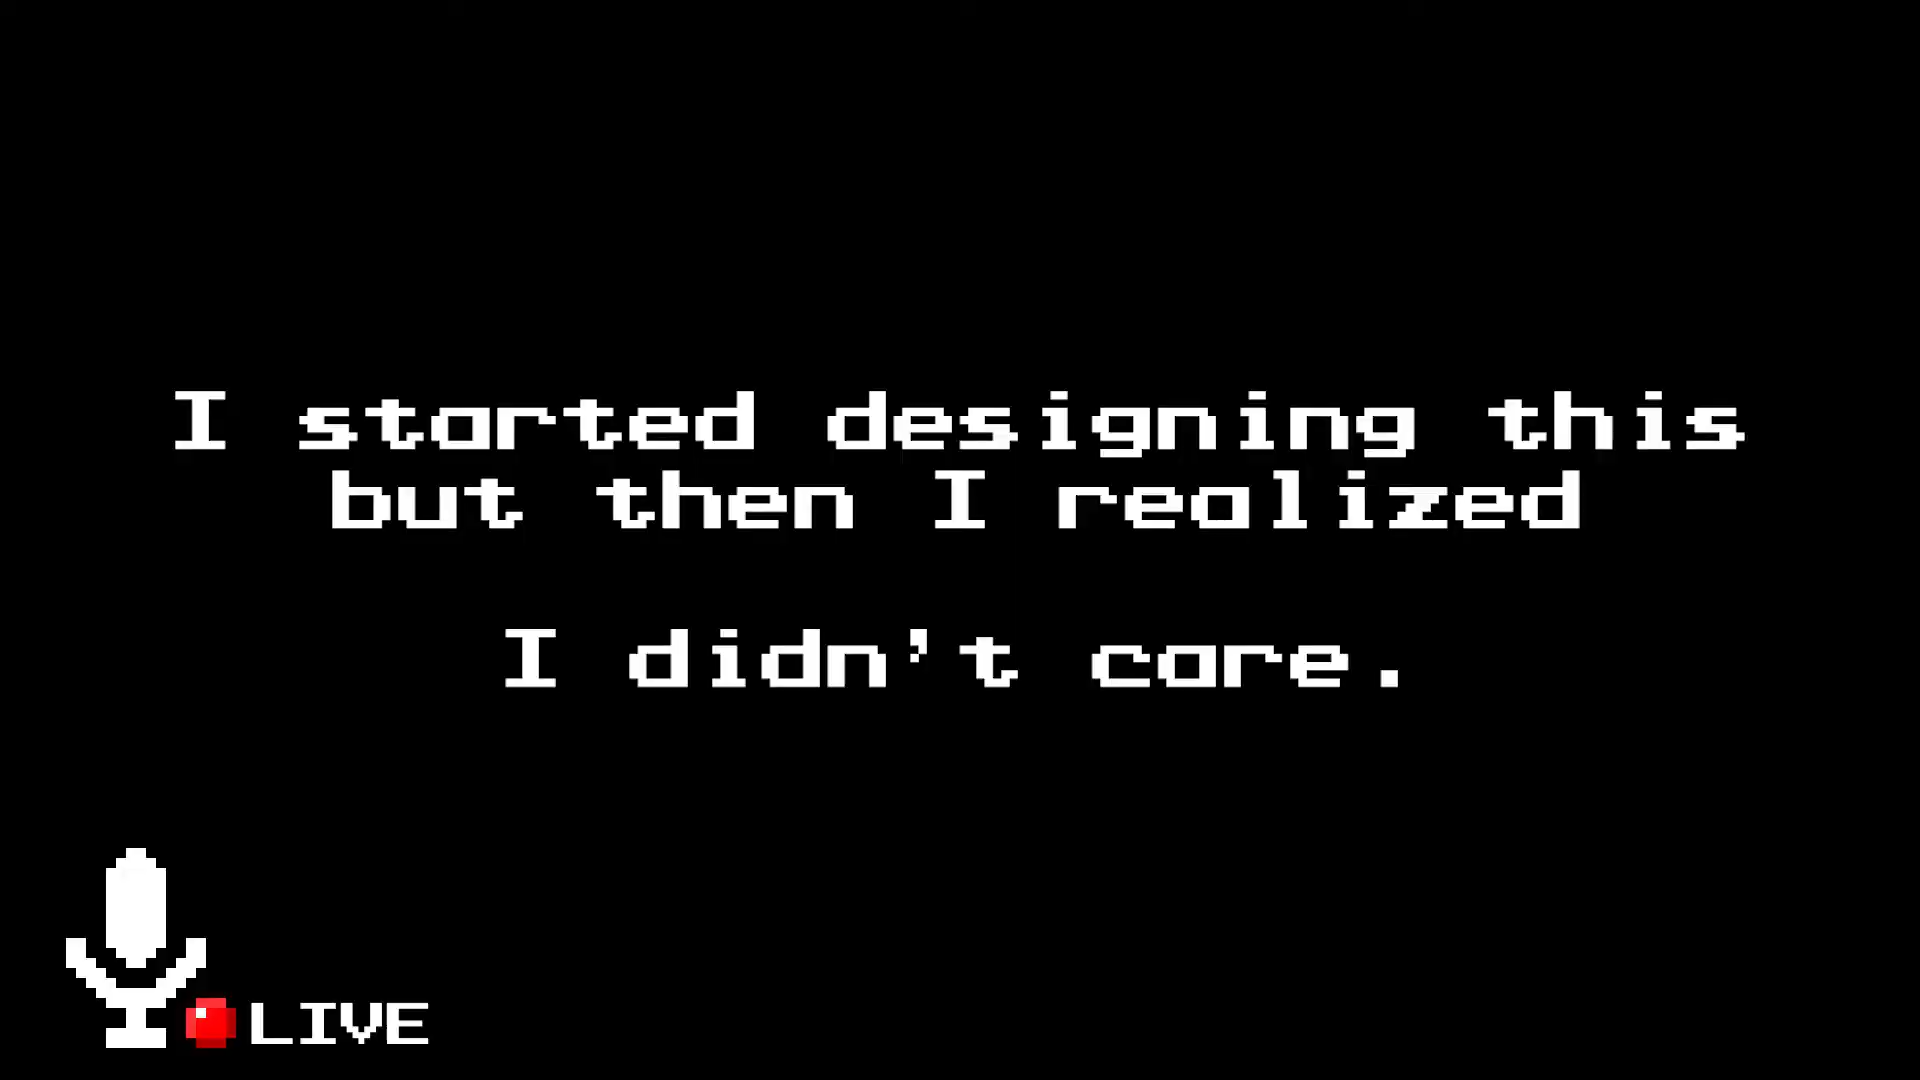 I started designing this
but then I realized
I didn't care.
LIVE